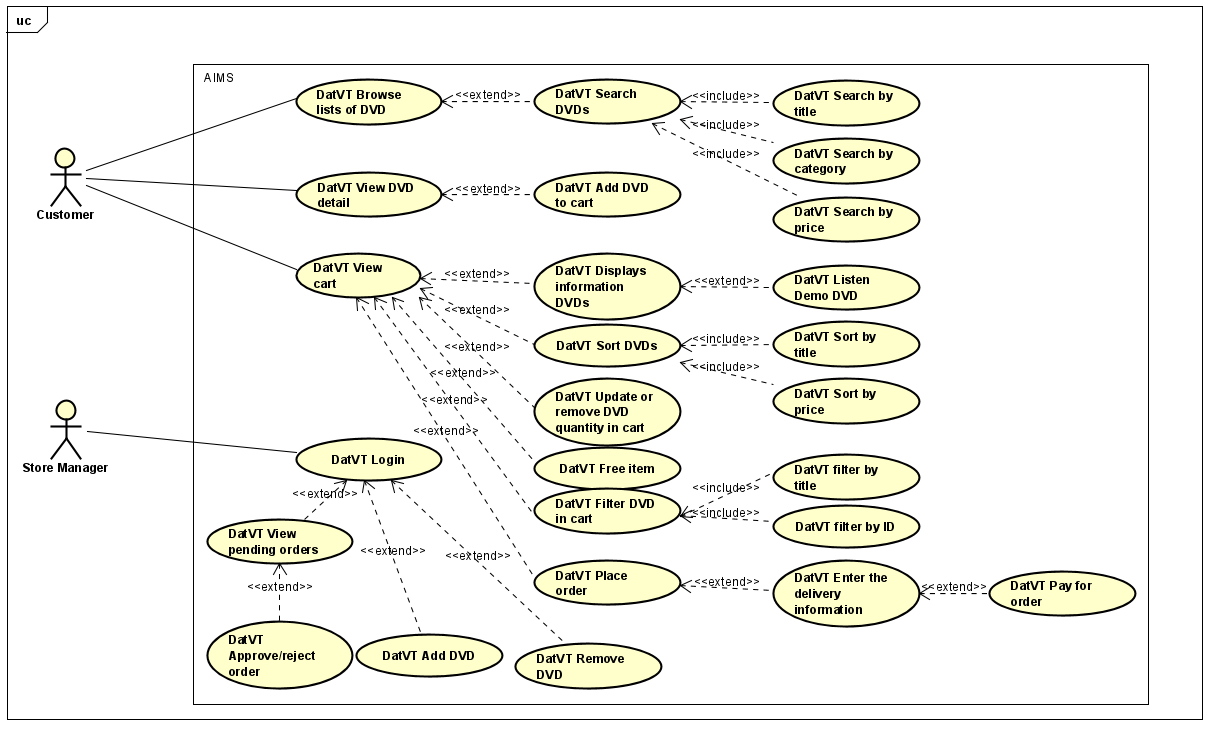 uc
AIMS
DatVT Browse
lists of DVD
<<extend>>
DatVT Search
DVDs
<<include>>
DatVT Search by
title
<<include>>
DatVT Search by
category
<<include>>
DatVT Search by
price
Customer
DatVT View DVD
detail
<<extend>>
DatVT Add DVD
to cart
DatVT View
cart
<<extend>>
DatVT Displays
information
DVDs
<<extend>>
DatVT Listen
Demo DVD
<<extend>>
DatVT Sort DVDs
<<include>>
DatVT Sort by
title
<<include>>
DatVT Sort by
price
<<extend>>
DatVT Update or
remove DVD
quantity in cart
<<extend>>
DatVT Free item
<<extend>>
DatVT Filter DVD
in cart
<<include>>
DatVT filter by
title
<<include>>
DatVT filter by ID
<<extend>>
DatVT Place
order
<<extend>>
DatVT Enter the
delivery
information
<<extend>>
DatVT Pay for
order
Store Manager
DatVT Login
<<extend>>
DatVT View
pending orders
<<extend>>
<<extend>>
<<extend>>
DatVT
Approve/reject
order
DatVT Add DVD
DatVT Remove
DVD